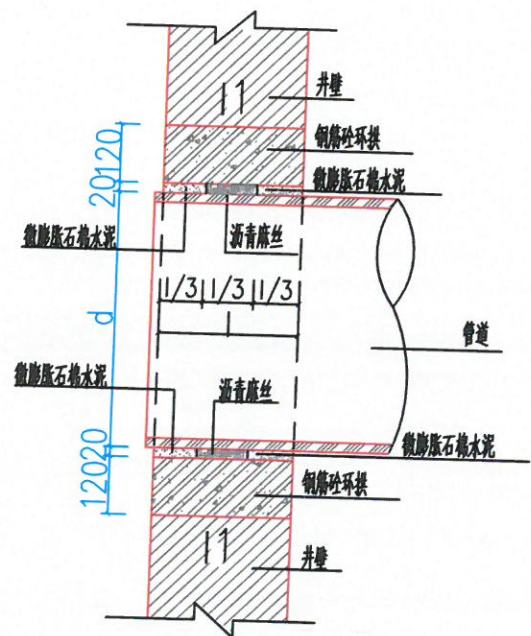 井壁
11
钢筋砼环拱
120
微膨胀石棉水泥
20
微膨胀石棉水泥
沥青麻丝
1/3 1/3 1/3
d
1
管道
微膨胀石棉水泥
沥青麻丝
微膨胀石棉水泥
20
钢筋砼环拱
120
11
井壁